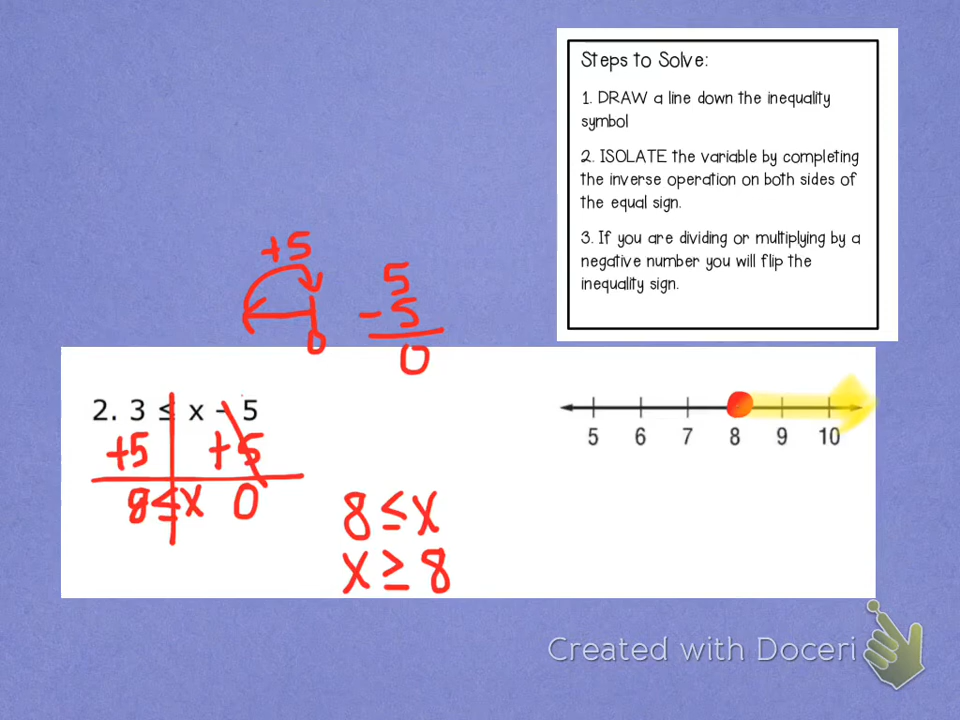 Steps to Solve:
1. DRAW a line down the inequality
symbol
2. ISOLATE the variable by completing
the inverse operation on both sides of
the equal sign.
3. If you are dividing or multiplying by a
negative number you will flip the
inequality sign.
+5
0
5
- 5
0
2. 3 ≤ x - 5
+5 +5
8 ≤ x 0
8 ≤ x
x ≥ 8
5 6 7 8 9 10
Created with Doceri